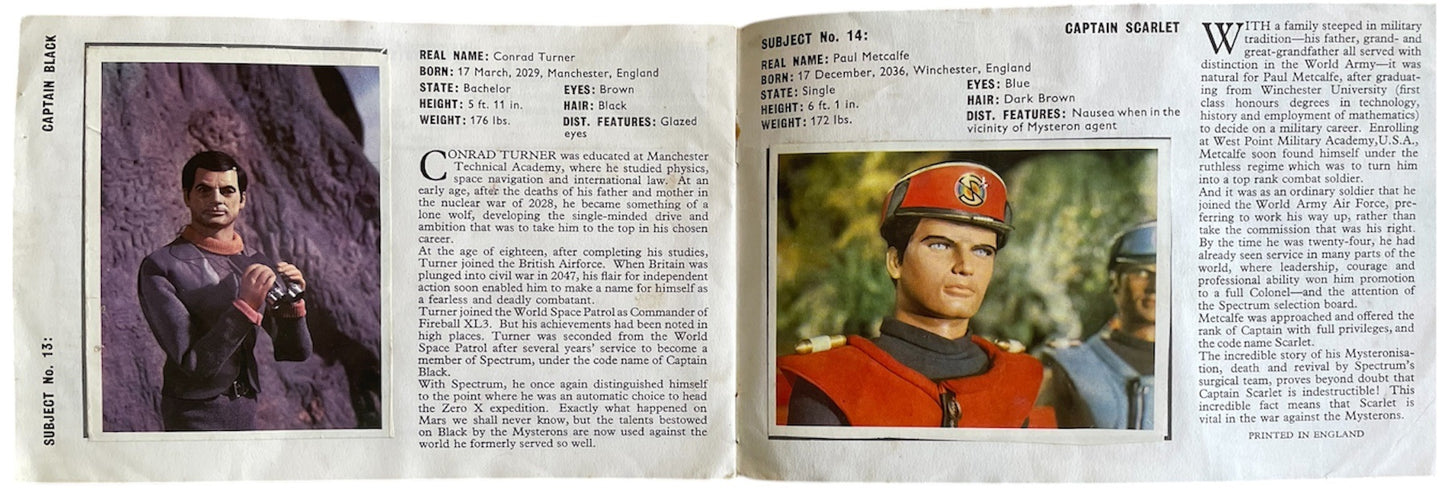 CAPTAIN BLACK
SUBJECT No. 13:
REAL NAME: Conrad Turner
BORN: 17 March, 2029, Manchester, England
STATE: Bachelor EYES: Brown
HEIGHT: 5 ft. 11 in. HAIR: Black
WEIGHT: 176 lbs. DIST. FEATURES: Glazed
eyes
CONRAD TURNER was educated at Manchester
Technical Academy, where he studied physics,
space navigation and international law. At an
early age, after the deaths of his father and mother in
the nuclear war of 2028, he became something of a
lone wolf, developing the single-minded drive and
ambition that was to take him to the top in his chosen
career.
At the age of eighteen, after completing his studies,
Turner joined the British Airforce. When Britain was
plunged into civil war in 2047, his flair for independent
action soon enabled him to make a name for himself as
a fearless and deadly combatant.
Turner joined the World Space Patrol as Commander of
Fireball XL3. But his achievements had been noted in
high places. Turner was seconded from the World
Space Patrol after several years' service to become a
member of Spectrum, under the code name of Captain
Black.
With Spectrum, he once again distinguished himself
to the point where he was an automatic choice to head
the Zero X expedition. Exactly what happened on
Mars we shall never know, but the talents bestowed
on Black by the Mysterons are now used against the
world he formerly served so well.
SUBJECT No. 14:
CAPTAIN SCARLET
REAL NAME: Paul Metcalfe
BORN: 17 December, 2036, Winchester, England
STATE: Single EYES: Blue
HEIGHT: 6 ft. 1 in. HAIR: Dark Brown
WEIGHT: 172 lbs. DIST. FEATURES: Nausea when in the
vicinity of Mysteron agent
WITH a family steeped in military
tradition—his father, grand- and
great-grandfather all served with
distinction in the World Army—it was
natural for Paul Metcalfe, after graduat-
ing from Winchester University (first
class honours degrees in technology,
history and employment of mathematics)
to decide on a military career. Enrolling
at West Point Military Academy, U.S.A.,
Metcalfe soon found himself under the
ruthless regime which was to turn him
into a top rank combat soldier.
And it was as an ordinary soldier that he
joined the World Army Air Force, pre-
ferring to work his way up, rather than
take the commission that was his right.
By the time he was twenty-four, he had
already seen service in many parts of the
world, where leadership, courage and
professional ability won him promotion
to a full Colonel—and the attention of
the Spectrum selection board.
Metcalfe was approached and offered the
rank of Captain with full privileges, and
the code name Scarlet.
The incredible story of his Mysteronisa-
tion, death and revival by Spectrum's
surgical team, proves beyond doubt that
Captain Scarlet is indestructible! This
incredible fact means that Scarlet is
vital in the war against the Mysterons.
PRINTED IN ENGLAND